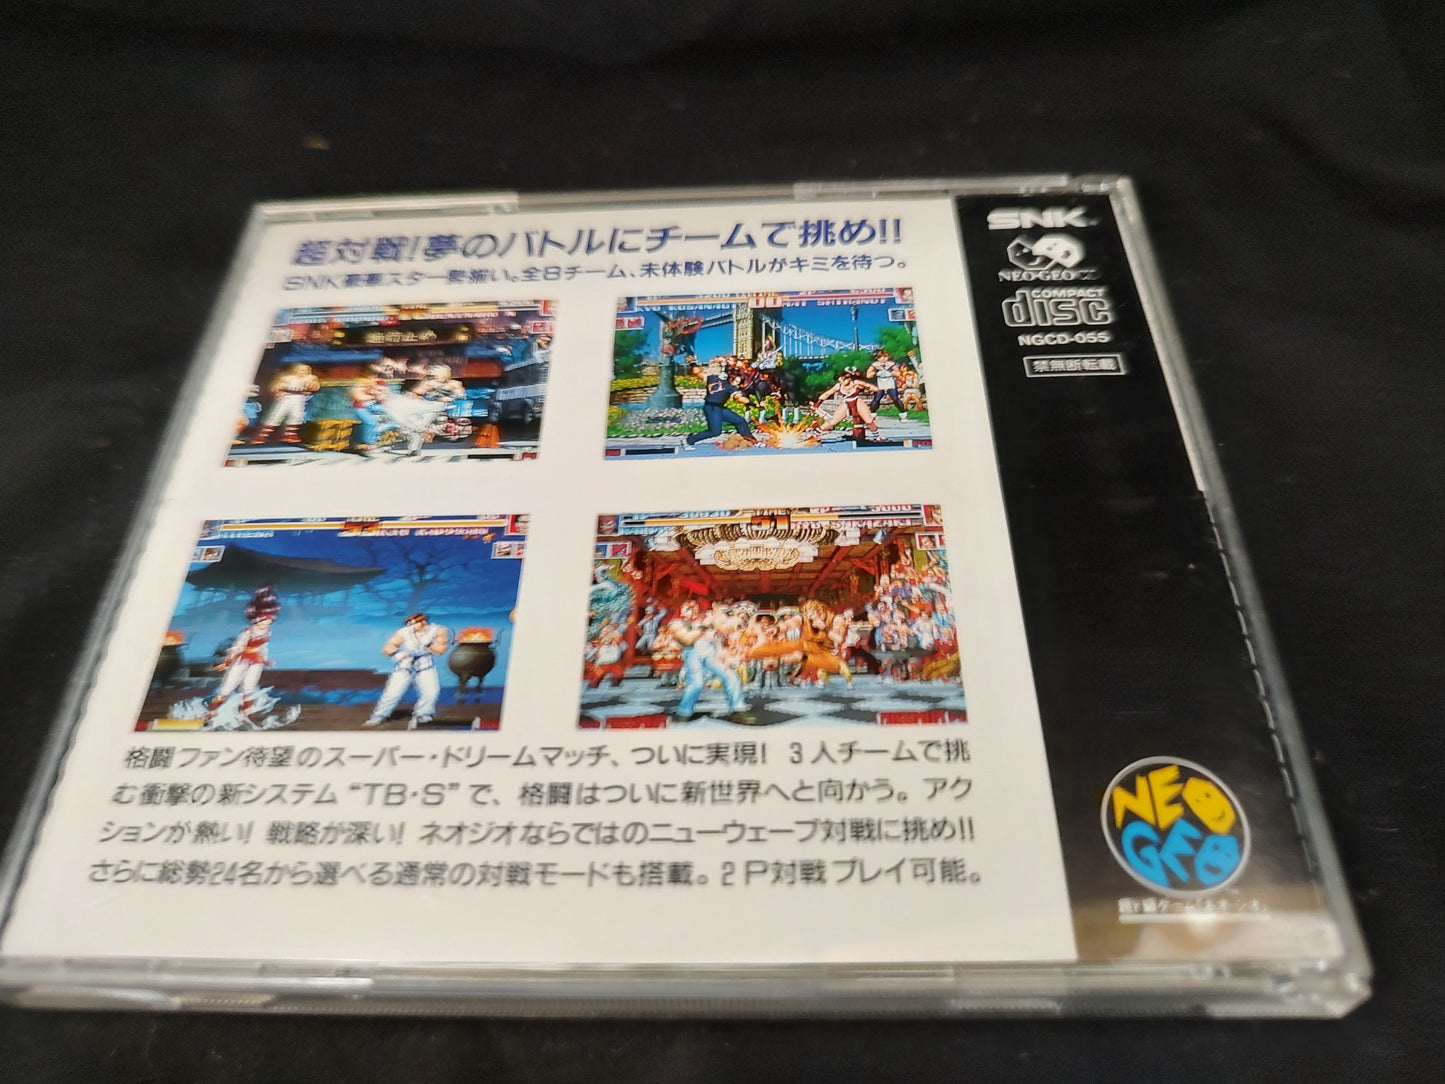 超対戦!夢のバトルにチームで挑め!!
SNK豪華スター勢揃い。全8チーム、未体験バトルがキミを待つ。
SNK
NEO·GEO CD
COMPACT
disc
NGCD-055
禁無断転載
KYO KUSANAGI
MAI SHIRANUI
格闘ファン待望のスーパー・ドリームマッチ、ついに実現! 3人チームで挑
む衝撃の新システム“TB・S”で、格闘はついに新世界へと向かう。アク
ションが熱い! 戦略が深い! ネオジオならではのニューウェーブ対戦に挑め!!
さらに総勢24名から選べる通常の対戦モードも搭載。2P対戦プレイ可能。
NEO
GEO